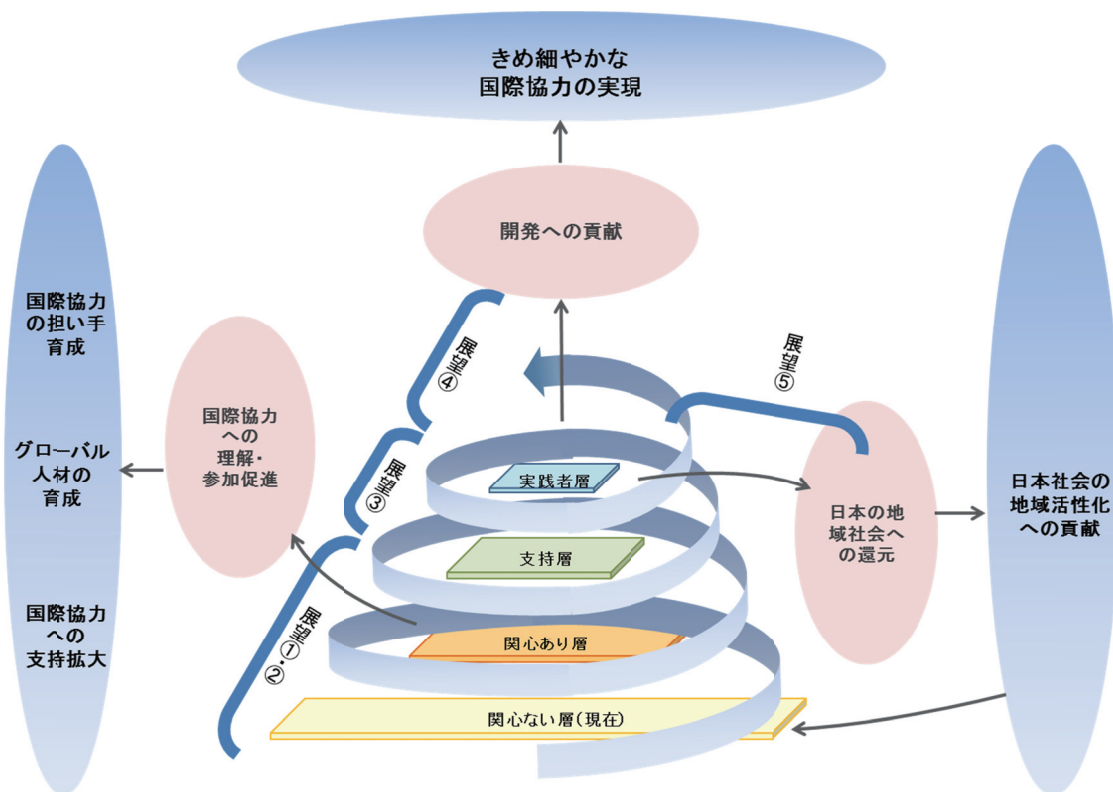 きめ細やかな
国際協力の実現
開発への貢献
国際協力
の担い手
育成
グローバル
人材の
育成
国際協力
への
支持拡大
国際協力
への
理解・
参加促進
展望④
展望③
展望①・②
展望⑤
実践者層
支持層
関心あり層
関心ない層(現在)
日本の地
域社会へ
の還元
日本社会の
地域活性化
への貢献